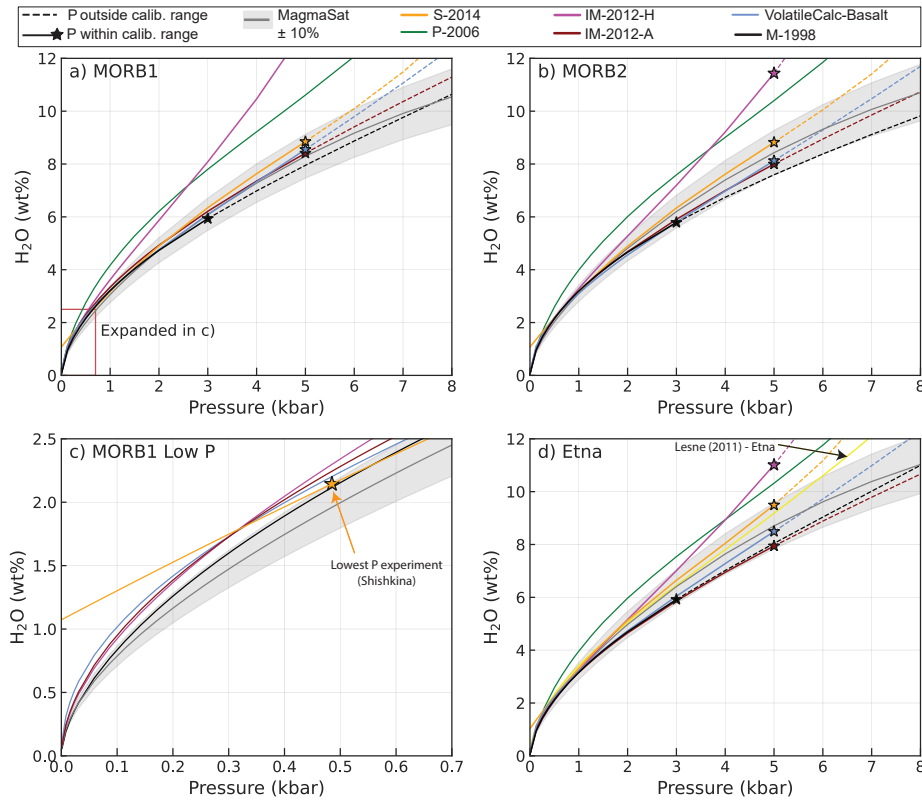 P outside calib. range
P within calib. range
MagmaSat
± 10%
S-2014
P-2006
IM-2012-H
IM-2012-A
VolatileCalc-Basalt
M-1998
a) MORB1
12
10
8
6
4
2
0
H₂O (wt%)
Expanded in c)
0 1 2 3 4 5 6 7 8
Pressure (kbar)
b) MORB2
12
10
8
6
4
2
0
H₂O (wt%)
0 1 2 3 4 5 6 7 8
Pressure (kbar)
c) MORB1 Low P
2.5
2.0
1.5
1.0
0.5
0.0
H₂O (wt%)
Lowest P experiment
(Shishkina)
0.0 0.1 0.2 0.3 0.4 0.5 0.6 0.7
Pressure (kbar)
d) Etna
Lesne (2011) - Etna
12
10
8
6
4
2
0
H₂O (wt%)
0 1 2 3 4 5 6 7 8
Pressure (kbar)